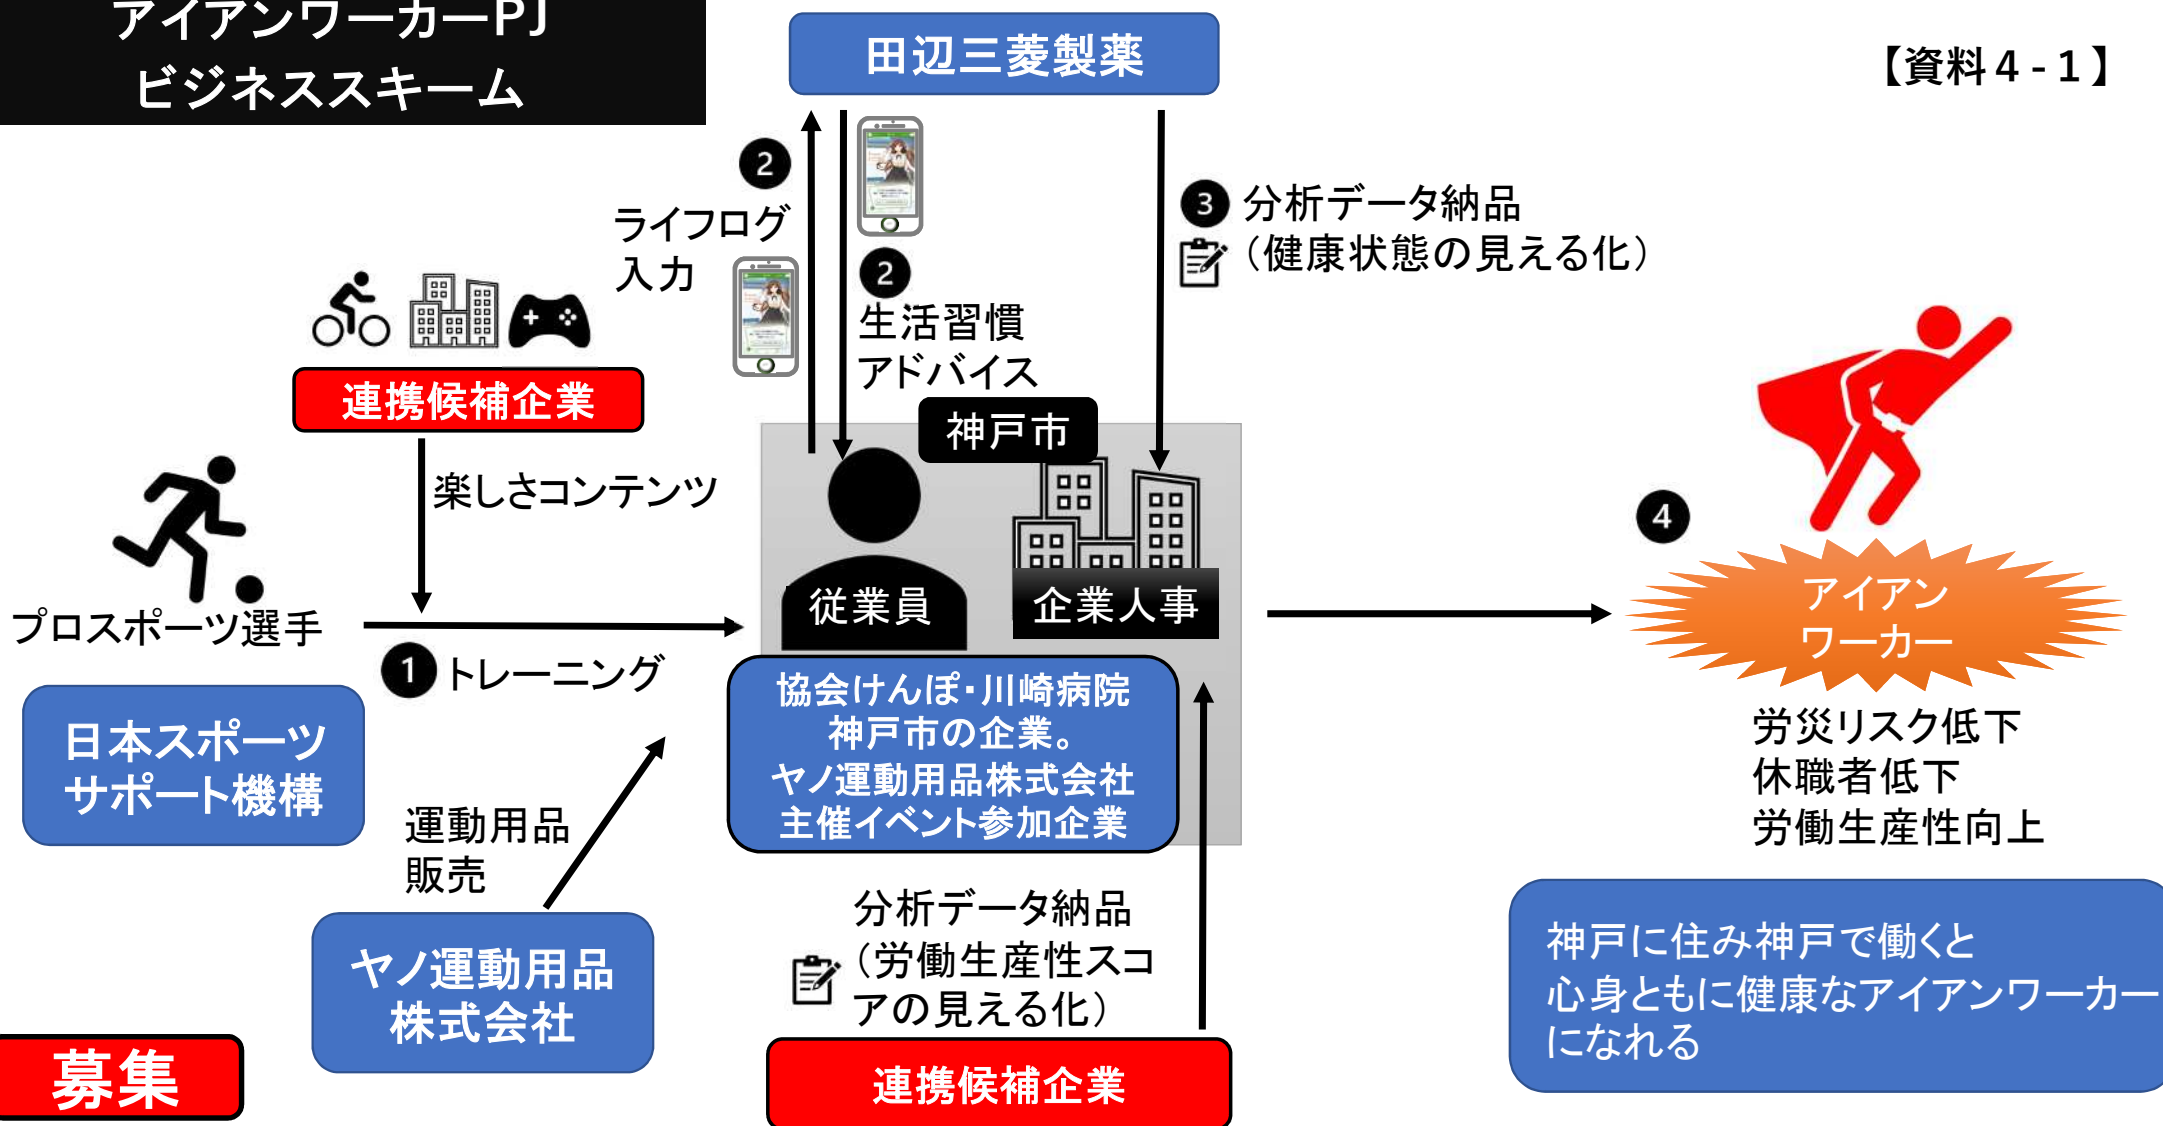 アイアンワーカーPJ
ビジネススキーム
田辺三菱製薬
【資料4-1】
2
ライフログ
入力
2
生活習慣
アドバイス
3 分析データ納品
（健康状態の見える化）
連携候補企業
楽しさコンテンツ
神戸市
従業員
企業人事
プロスポーツ選手
1 トレーニング
日本スポーツ
サポート機構
運動用品
販売
ヤノ運動用品
株式会社
協会けんぽ・川崎病院
神戸市の企業。
ヤノ運動用品株式会社
主催イベント参加企業
分析データ納品
（労働生産性スコ
アの見える化）
連携候補企業
4
アイアン
ワーカー
労災リスク低下
休職者低下
労働生産性向上
神戸に住み神戸で働くと
心身ともに健康なアイアンワーカー
になれる
募集